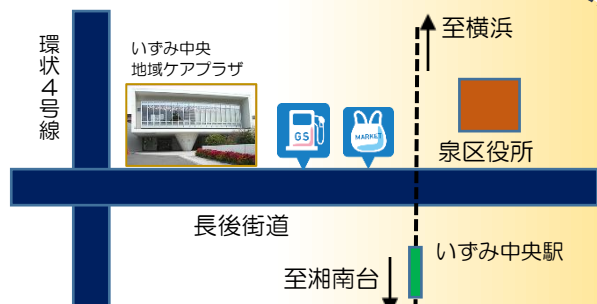 環状4号線
いずみ中央
地域ケアプラザ
至横浜
GS
MARKET
泉区役所
長後街道
いずみ中央駅
至湘南台